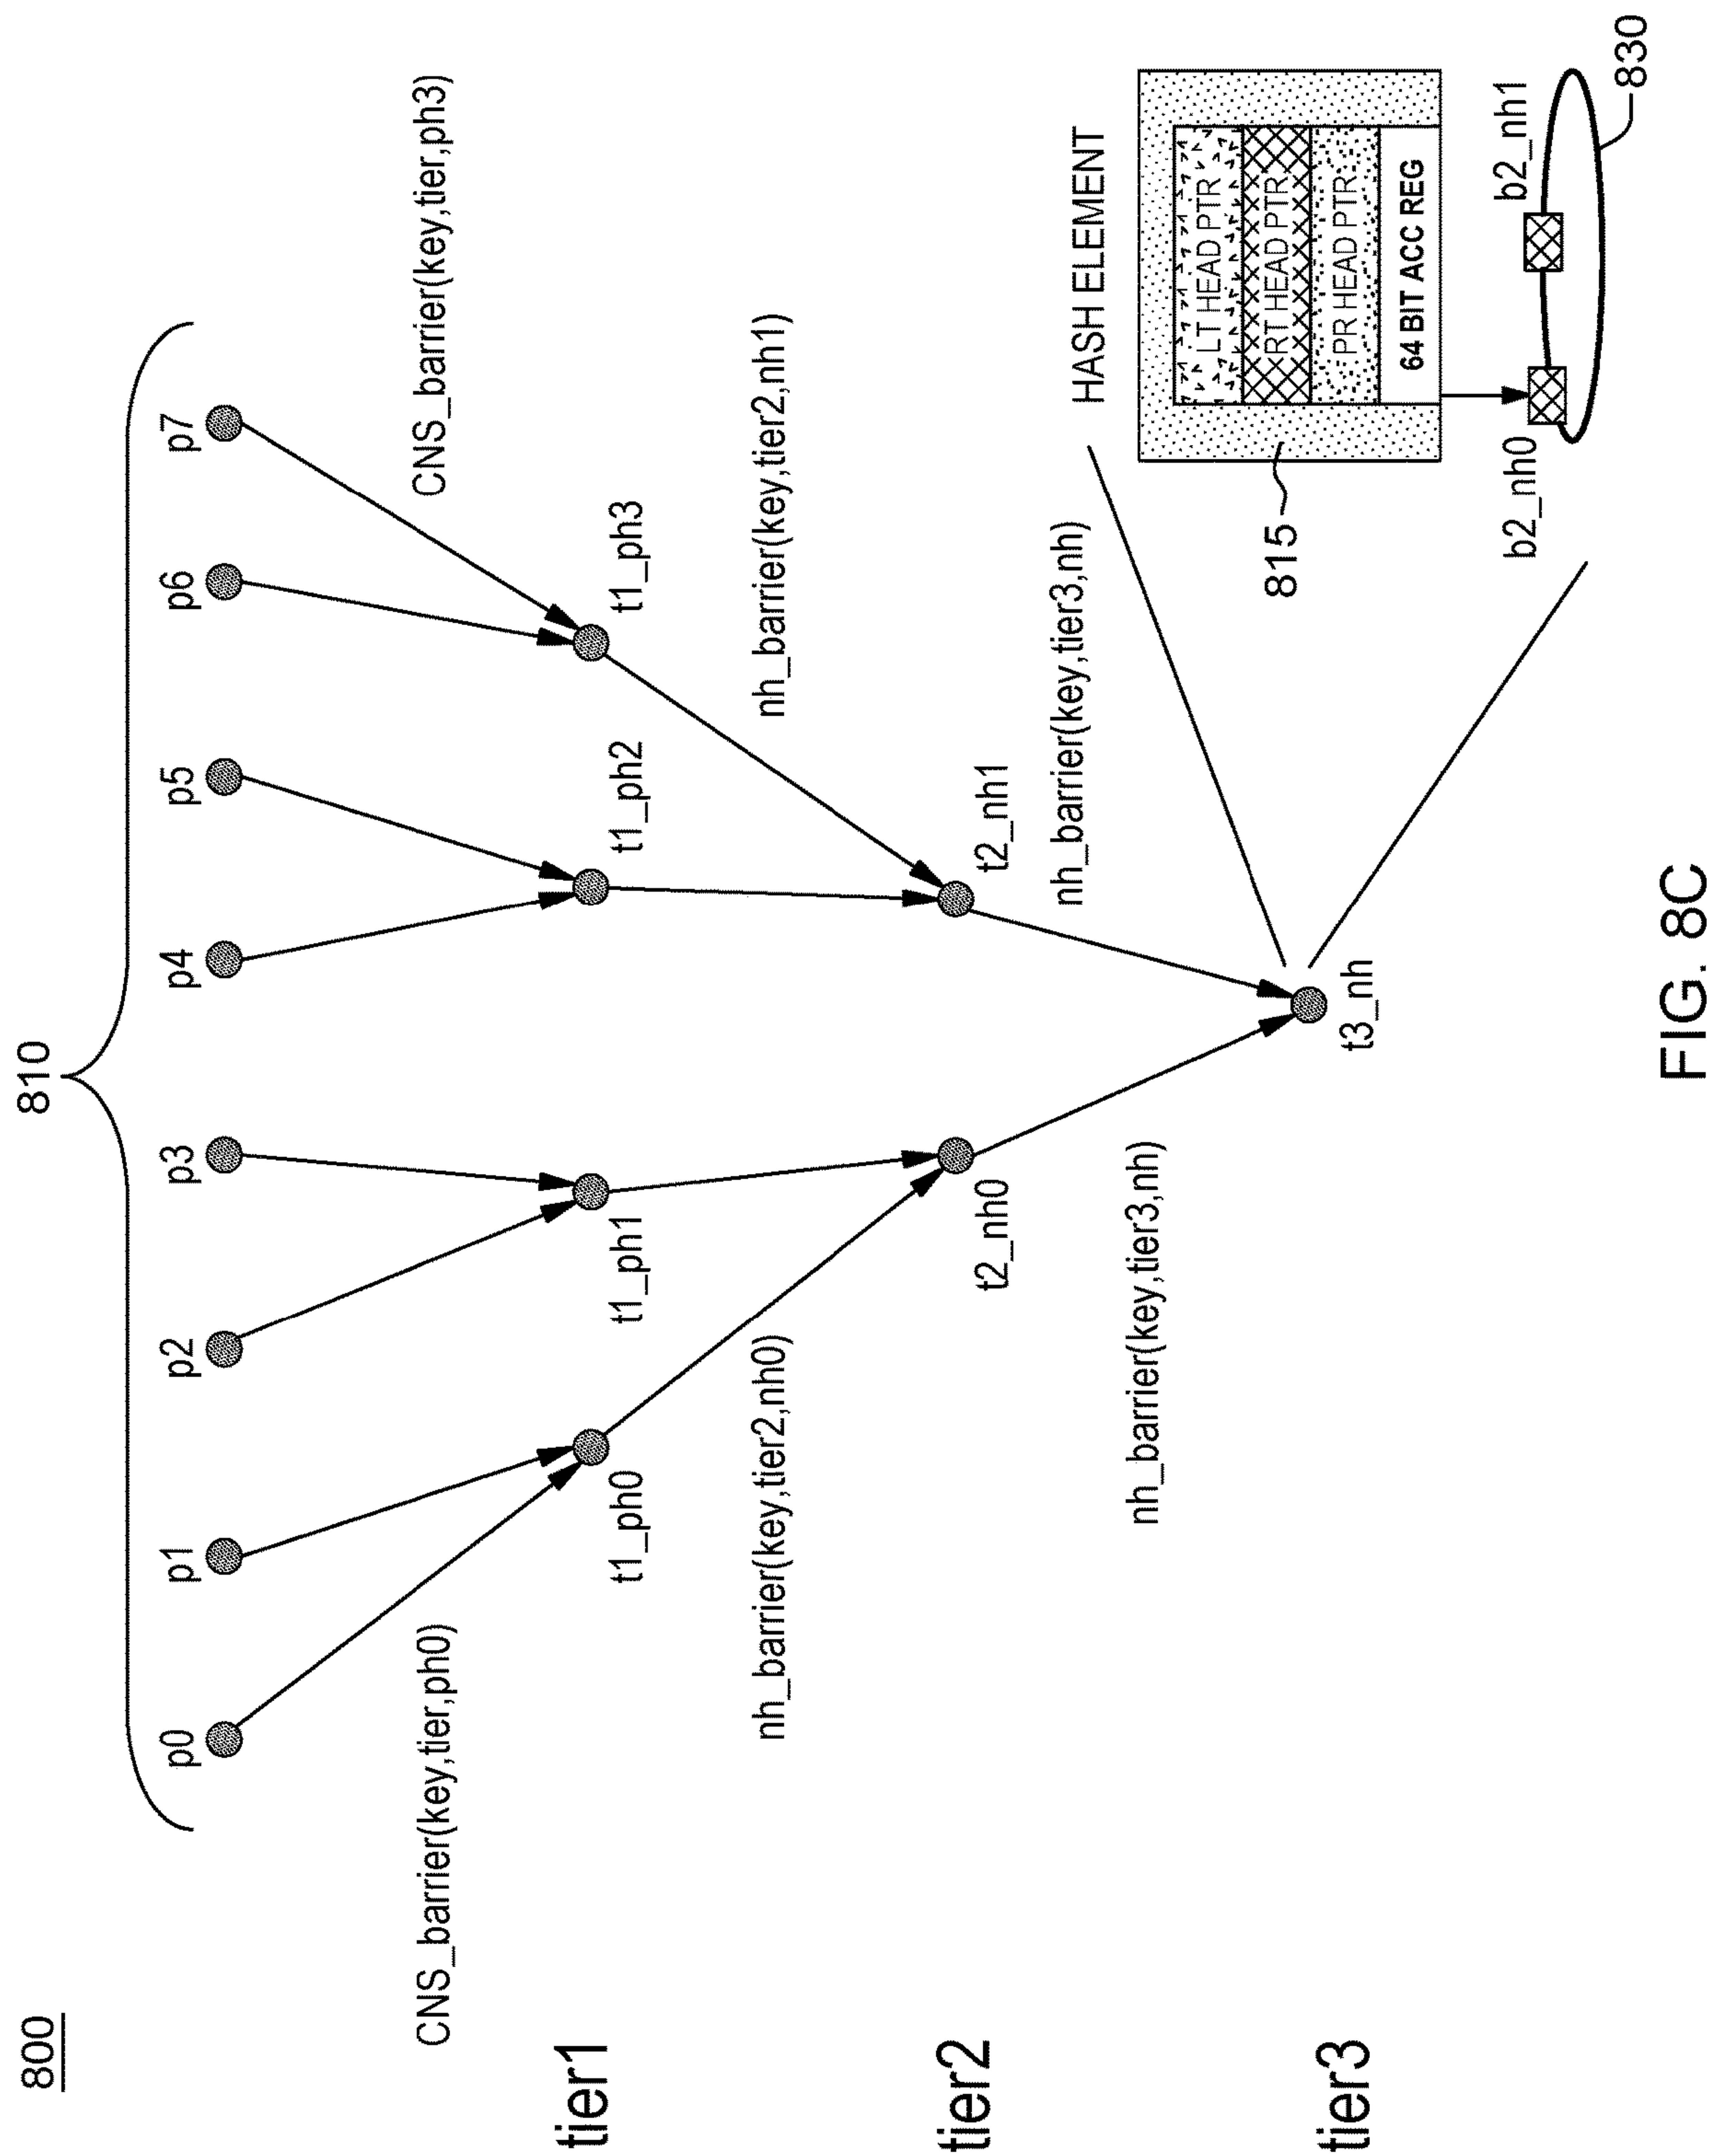 800
810
p0
p1
p2
p3
p4
p5
p6
p7
CNS_barrier(key,tier,ph0)
CNS_barrier(key,tier,ph3)
tier1
t1_ph0
t1_ph1
t1_ph2
t1_ph3
nh_barrier(key,tier2,nh0)
nh_barrier(key,tier2,nh1)
tier2
t2_nh0
t2_nh1
nh_barrier(key,tier3,nh)
nh_barrier(key,tier3,nh)
tier3
t3_nh
HASH ELEMENT
LT HEAD PTR
RT HEAD PTR
PR HEAD PTR
64 BIT ACC REG
815
b2_nh0
b2_nh1
830
FIG. 8C